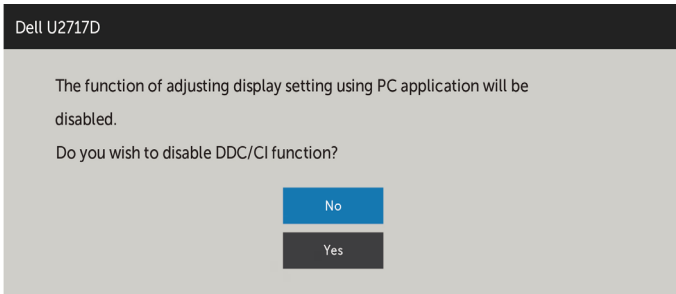 Dell U2717D
The function of adjusting display setting using PC application will be
disabled.
Do you wish to disable DDC/CI function?
No
Yes